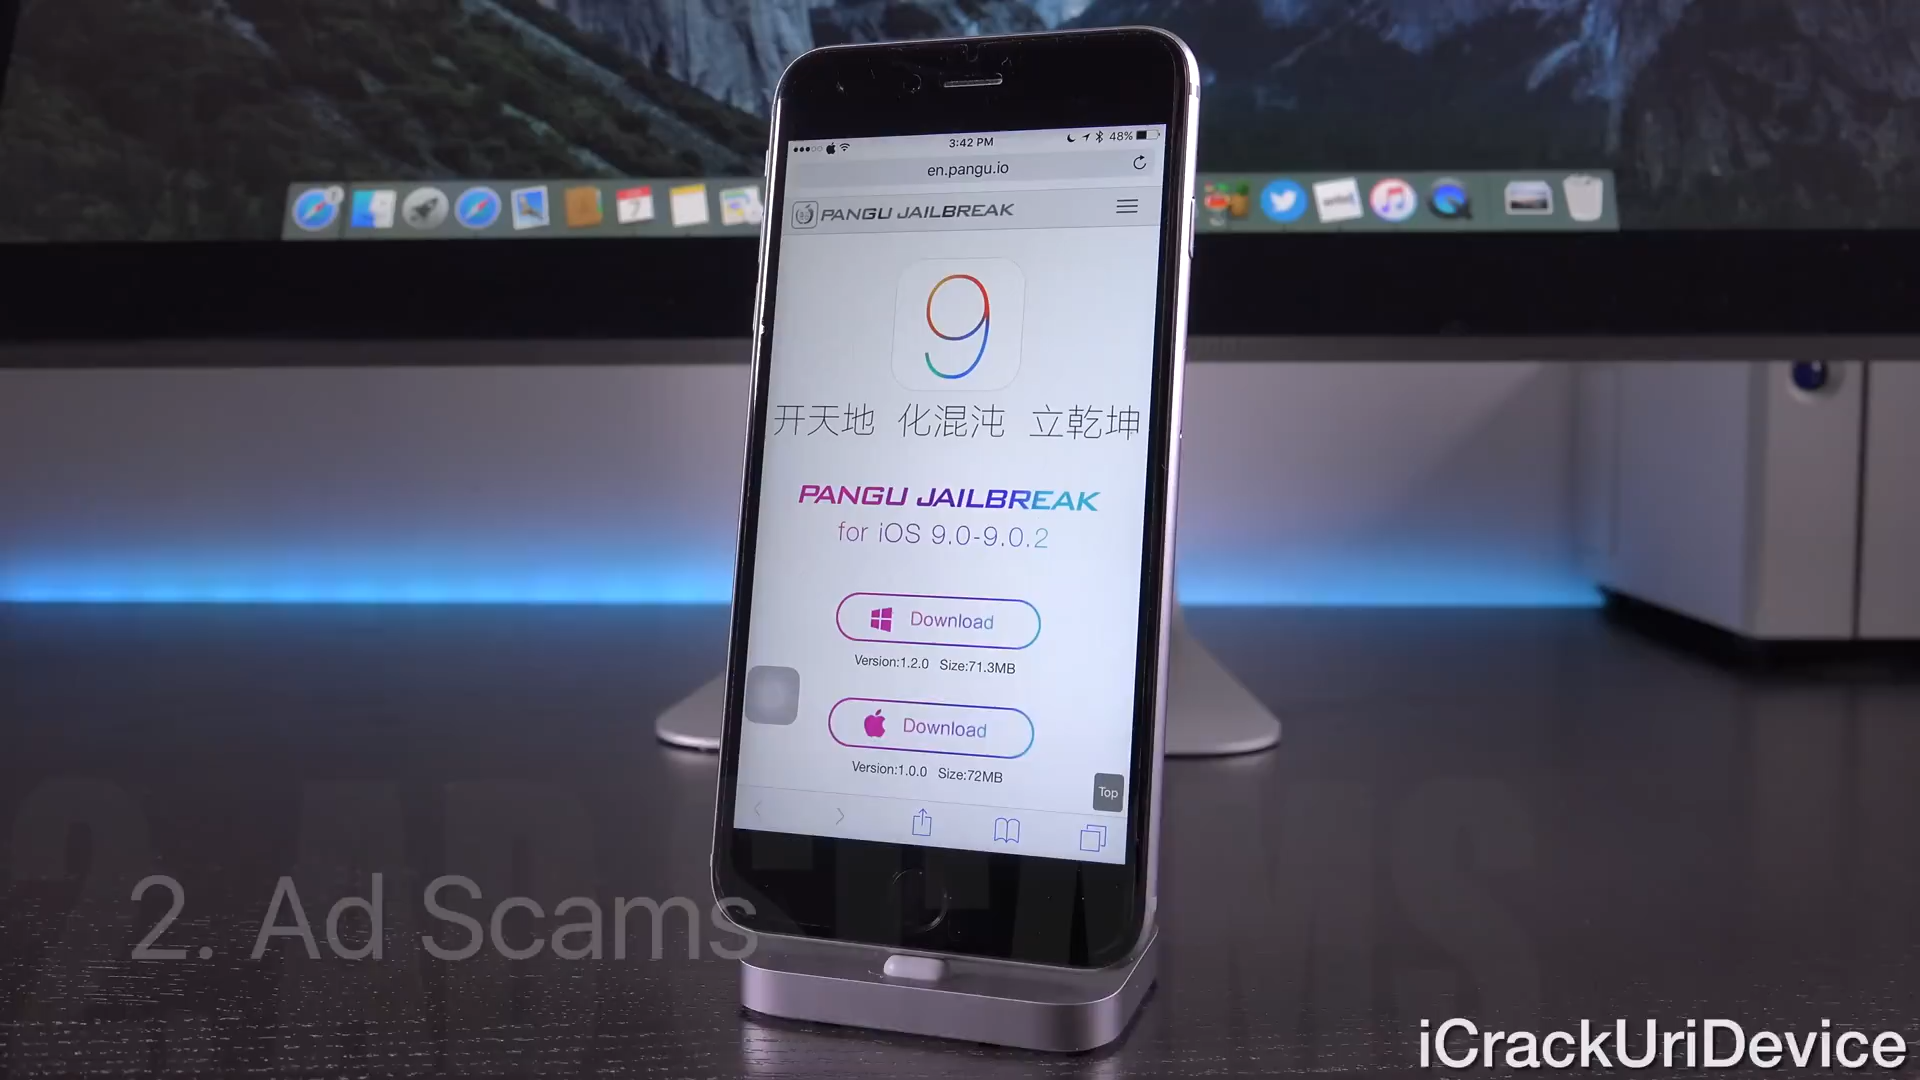 3:42 PM
48%
en.pangu.io
PANGU JAILBREAK
9
开天地 化混沌 立乾坤
PANGU JAILBREAK
for iOS 9.0-9.0.2
Download
Version:1.2.0 Size:71.3MB
Download
Version:1.0.0 Size:72MB
Top
2. Ad Scams
iCrackUriDevice